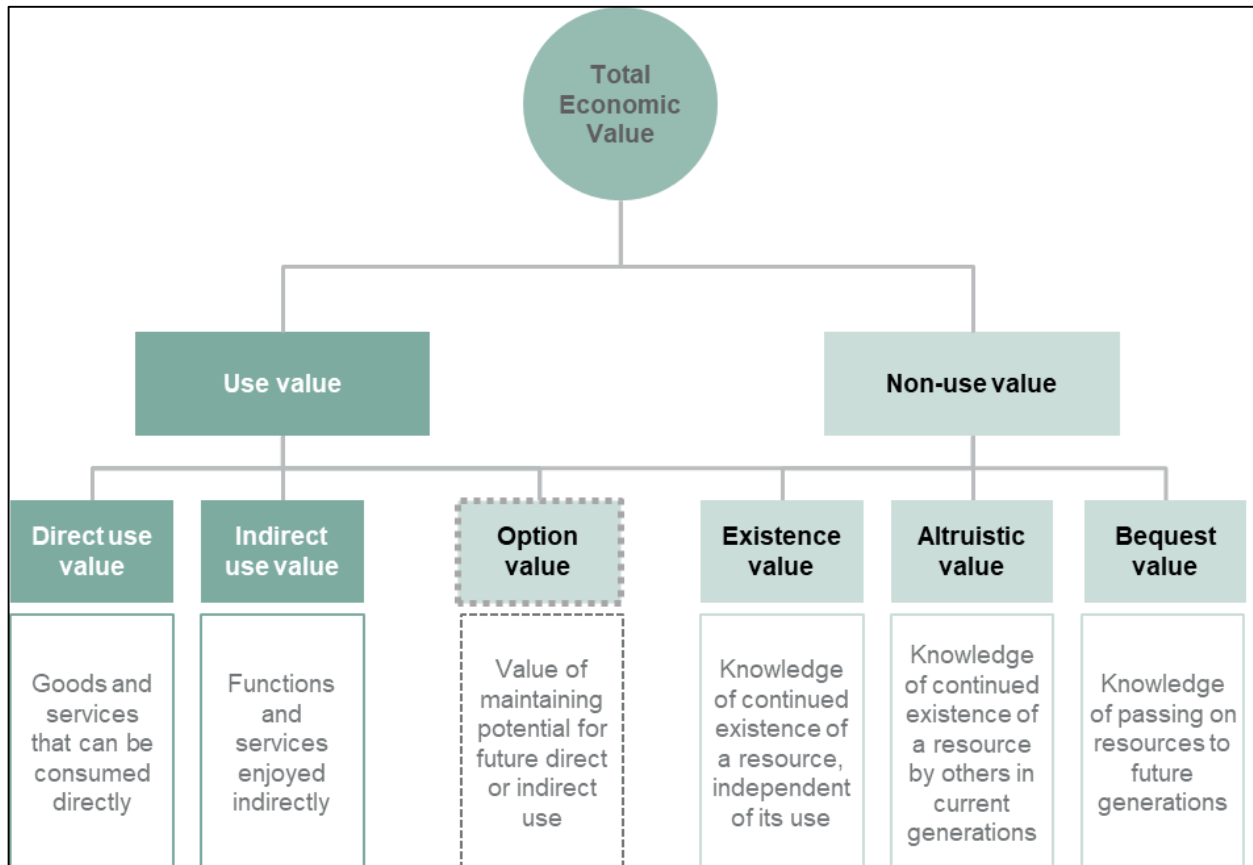 Total
Economic
Value
Use value
Non-use value
Direct use
value
Indirect
use value
Option
value
Existence
value
Altruistic
value
Bequest
value
Goods and
services
that can be
consumed
directly
Functions
and
services
enjoyed
indirectly
Value of
maintaining
potential for
future direct
or indirect
use
Knowledge
of continued
existence of
a resource,
independent
of its use
Knowledge
of continued
existence of
a resource
by others in
current
generations
Knowledge
of passing on
resources to
future
generations